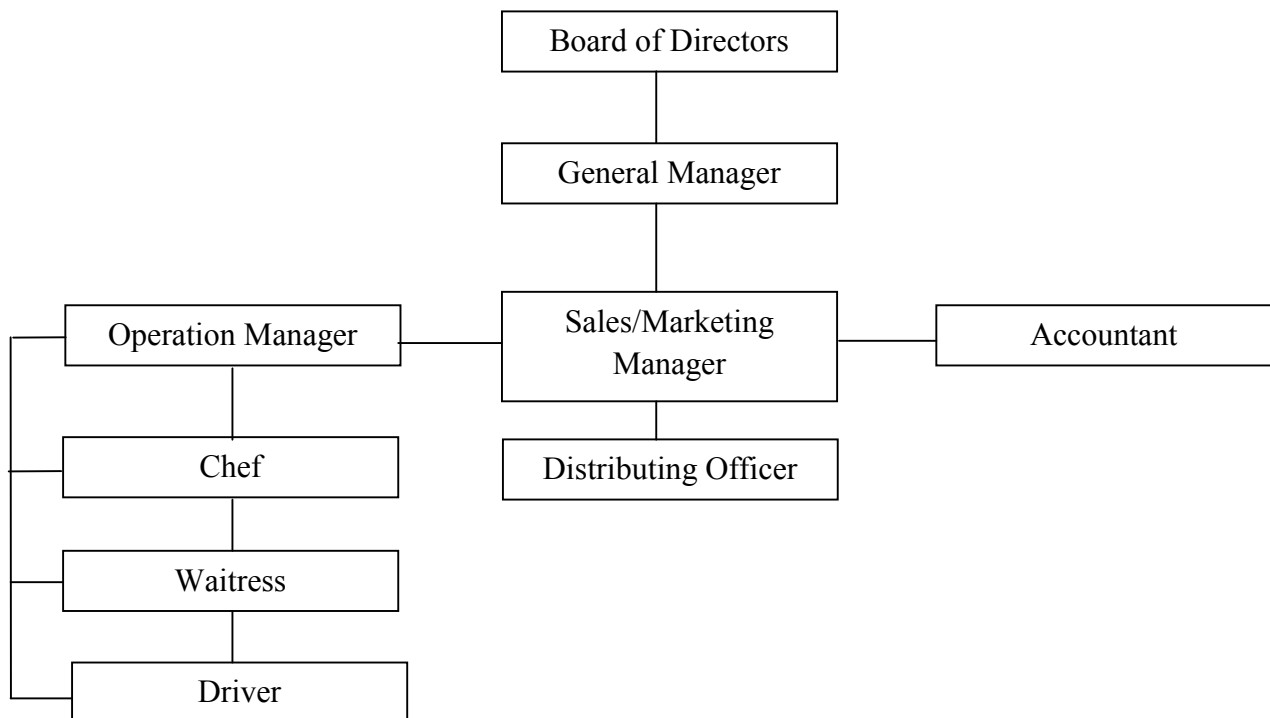 Board of Directors
General Manager
Operation Manager
Sales/Marketing
Manager
Accountant
Chef
Distributing Officer
Waitress
Driver